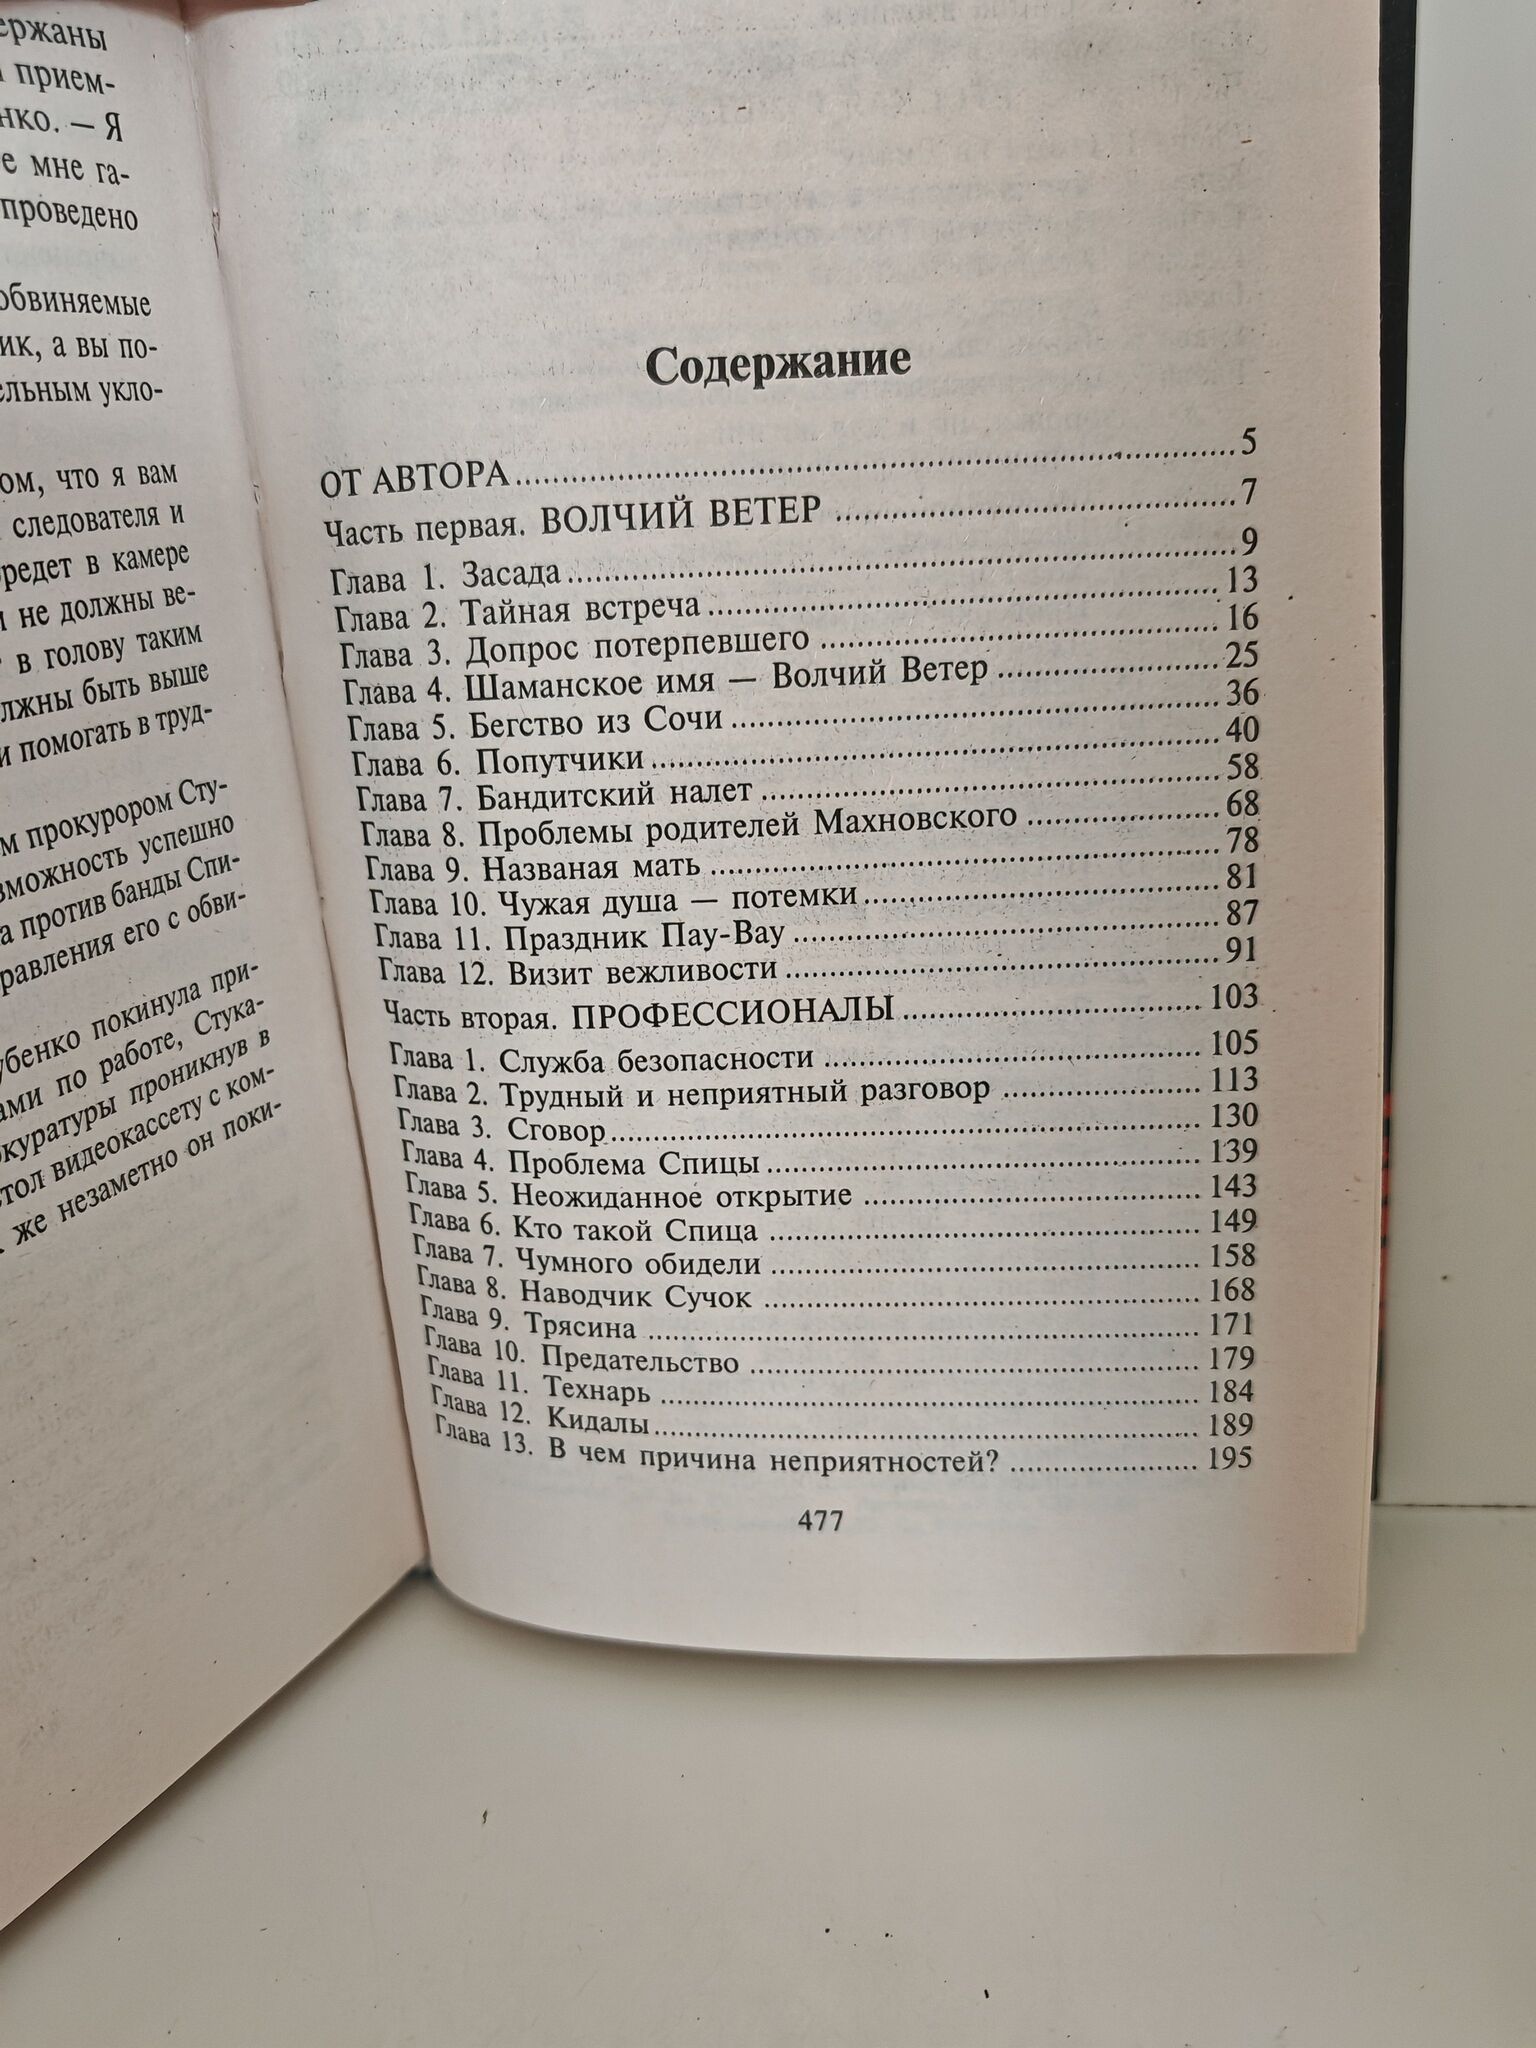 ержаны
прием-
нко. — Я
е мне га-
проведено
обвиняемые
ик, а вы по-
ельным укло-
ом, что я вам
следователя и
редет в камере
и не должны ве-
в голову таким
лжны быть выше
и помогать в труд-
м прокурором Сту-
зможность успешно
а против банды Спи-
равления его с обви-
убенко покинула при-
ами по работе, Стука-
окуратуры проникнув в
стол видеокассету с ком-
же незаметно он поки-
Содержание
ОТ АВТОРА 5
Часть первая. ВОЛЧИЙ ВЕТЕР 7
Глава 1. Засада 9
Глава 2. Тайная встреча 13
Глава 3. Допрос потерпевшего 16
Глава 4. Шаманское имя — Волчий Ветер 25
Глава 5. Бегство из Сочи 36
Глава 6. Попутчики 40
Глава 7. Бандитский налет 58
Глава 8. Проблемы родителей Махновского 68
Глава 9. Названая мать 78
Глава 10. Чужая душа — потемки 81
Глава 11. Праздник Пау-Вау 87
Глава 12. Визит вежливости 91
Часть вторая. ПРОФЕССИОНАЛЫ 103
Глава 1. Служба безопасности 105
Глава 2. Трудный и неприятный разговор 113
Глава 3. Сговор 130
Глава 4. Проблема Спицы 139
Глава 5. Неожиданное открытие 143
Глава 6. Кто такой Спица 149
Глава 7. Чумного обидели 158
Глава 8. Наводчик Сучок 168
Глава 9. Трясина 171
Глава 10. Предательство 179
Глава 11. Технарь 184
Глава 12. Кидалы 189
Глава 13. В чем причина неприятностей? 195
477